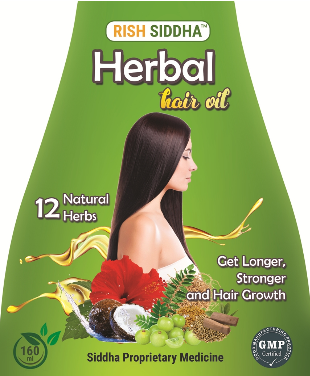 RISH SIDDHA™
Herbal
hair oil
12 Natural
Herbs
Get Longer,
Stronger
and Hair Growth
160
ml
Siddha Proprietary Medicine
GMP
Certified